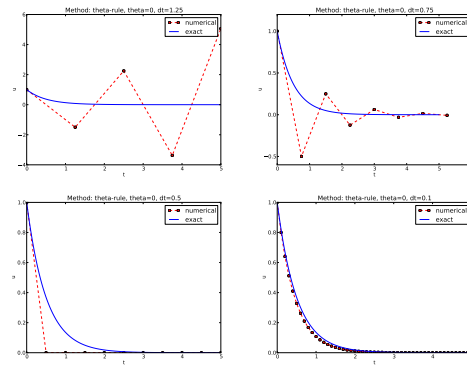 Method: theta-rule, theta=0, dt=1.25
6
4
2
0
−2
−4
u
0 1 2 3 4 5
t
numerical
exact
Method: theta-rule, theta=0, dt=0.75
1.0
0.5
0.0
−0.5
u
0 1 2 3 4 5
t
numerical
exact
Method: theta-rule, theta=0, dt=0.5
1.0
0.8
0.6
0.4
0.2
0.0
u
0 1 2 3 4 5
t
numerical
exact
Method: theta-rule, theta=0, dt=0.1
1.0
0.8
0.6
0.4
0.2
0.0
u
0 1 2 3 4
t
numerical
exact